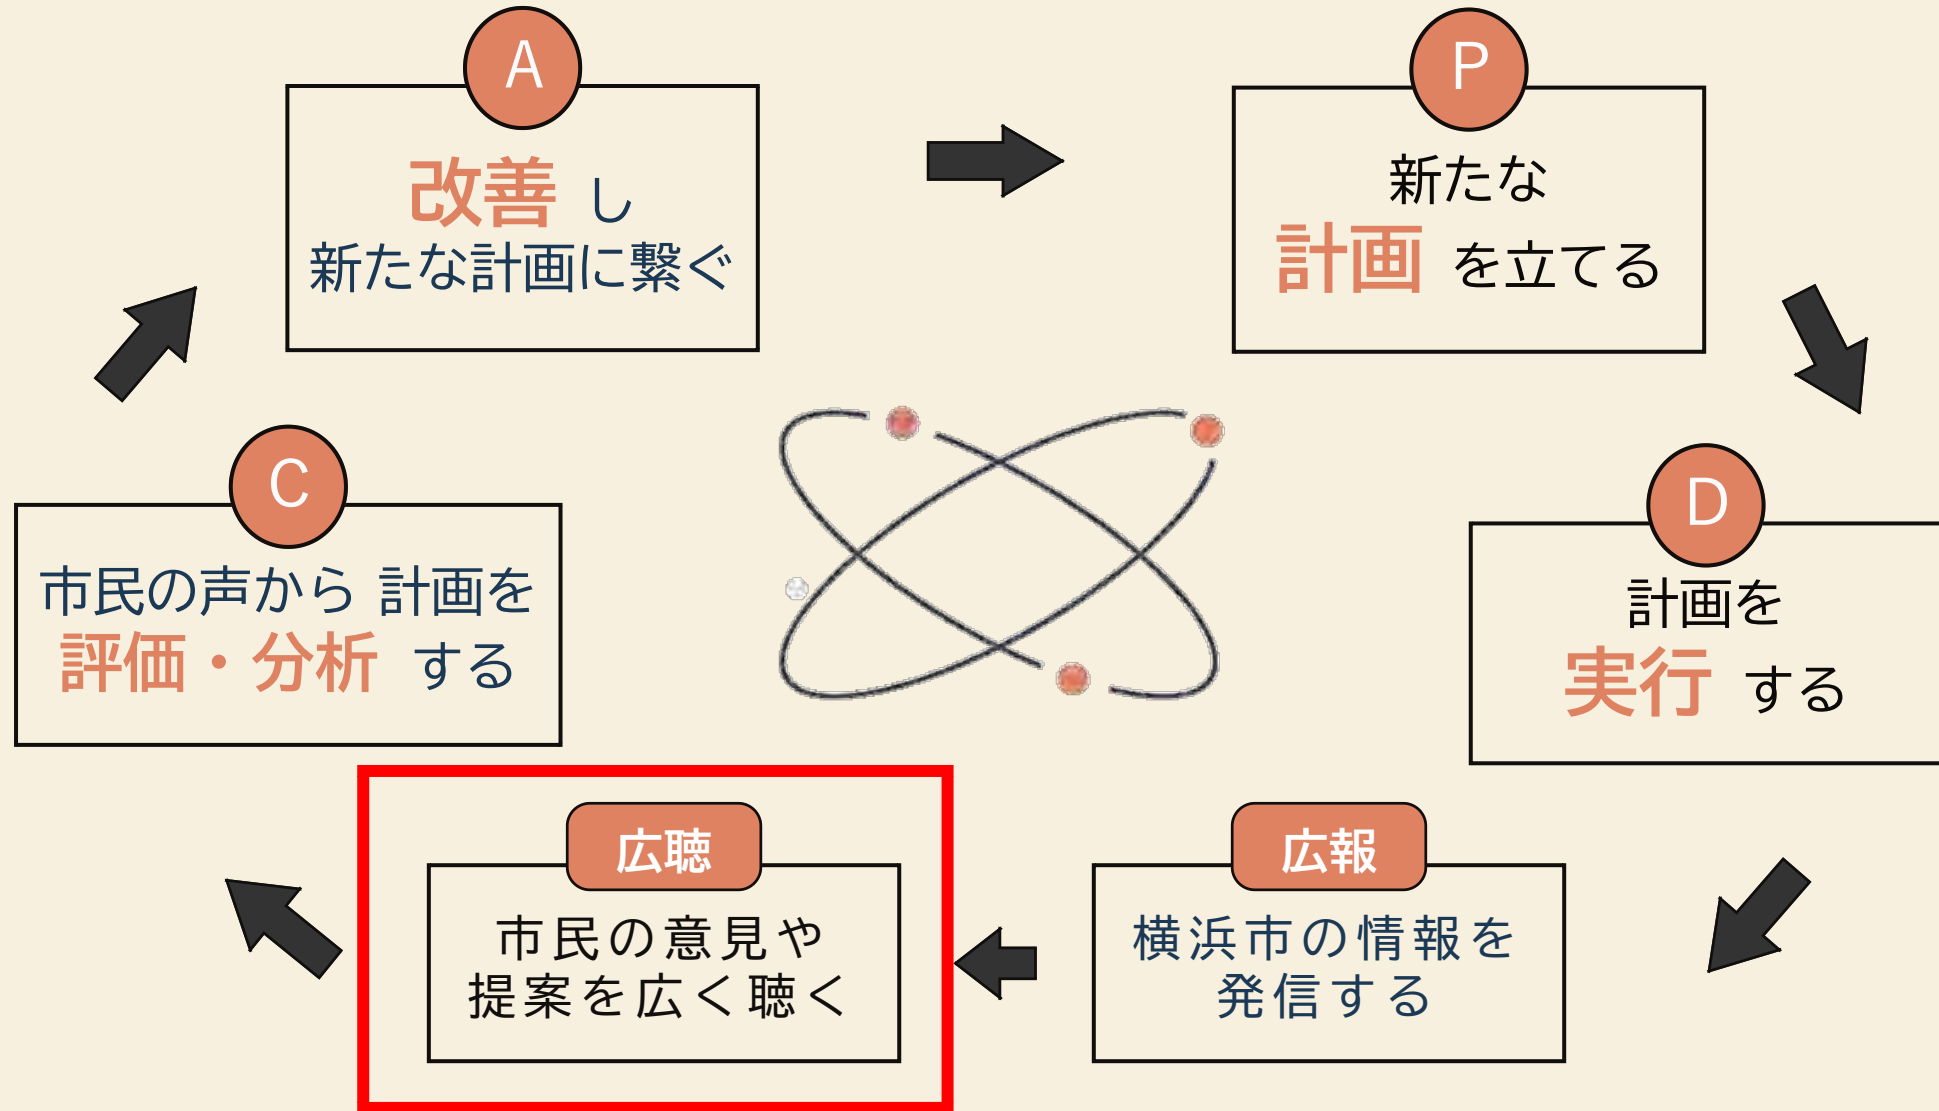 A
改善 し
新たな計画に繋ぐ
P
新たな
計画 を立てる
C
市民の声から 計画を
評価・分析 する
D
計画を
実行 する
広聴
市民の意見や
提案を広く聴く
広報
横浜市の情報を
発信する